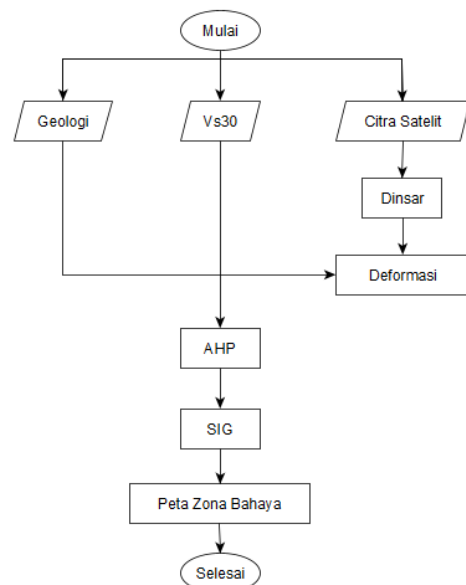 Mulai
Geologi
Vs30
Citra Satelit
Dinsar
Deformasi
AHP
SIG
Peta Zona Bahaya
Selesai